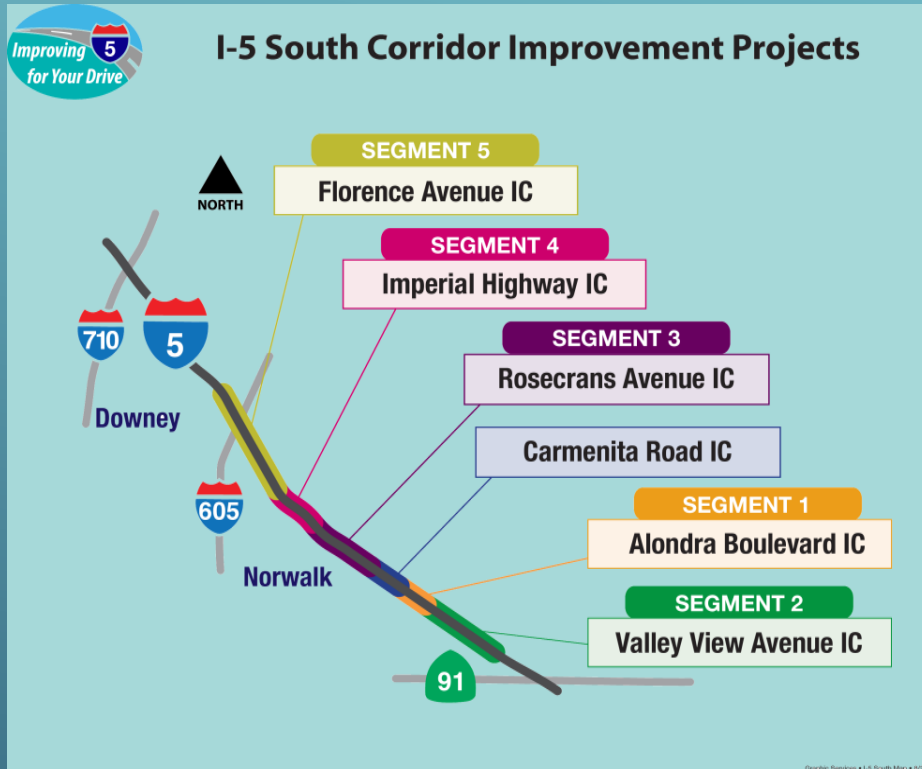 Improving
5
for Your Drive
I-5 South Corridor Improvement Projects
SEGMENT 5
Florence Avenue IC
NORTH
SEGMENT 4
Imperial Highway IC
710
5
SEGMENT 3
Rosecrans Avenue IC
Downey
Carmenita Road IC
605
SEGMENT 1
Alondra Boulevard IC
Norwalk
SEGMENT 2
Valley View Avenue IC
91